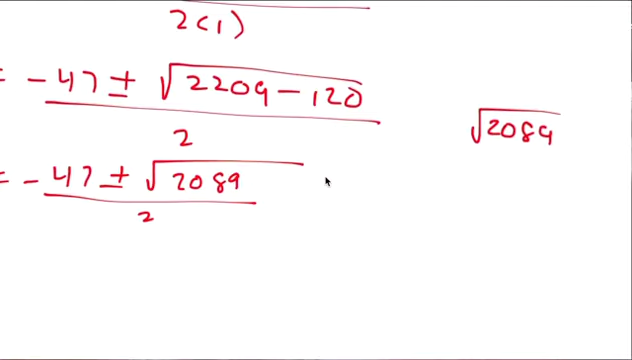 2(1)
= -47 ± √2209-120
2
√2089
= -47 ± √2089
2